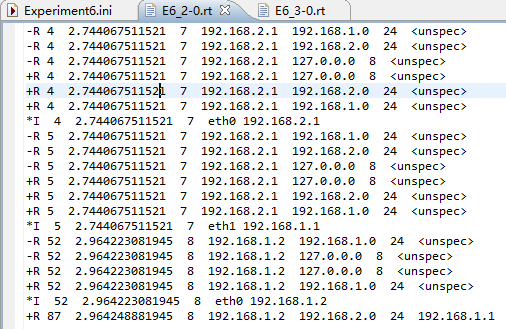 Experiment6.ini E6_2-0.rt E6_3-0.rt
-R 4 2.744067511521 7 192.168.2.1 192.168.1.0 24 <unspec>
-R 4 2.744067511521 7 192.168.2.1 192.168.2.0 24 <unspec>
-R 4 2.744067511521 7 192.168.2.1 127.0.0.0 8 <unspec>
+R 4 2.744067511521 7 192.168.2.1 127.0.0.0 8 <unspec>
+R 4 2.744067511521 7 192.168.2.1 192.168.2.0 24 <unspec>
+R 4 2.744067511521 7 192.168.2.1 192.168.1.0 24 <unspec>
*I 4 2.744067511521 7 eth0 192.168.2.1
-R 5 2.744067511521 7 192.168.2.1 192.168.1.0 24 <unspec>
-R 5 2.744067511521 7 192.168.2.1 192.168.2.0 24 <unspec>
-R 5 2.744067511521 7 192.168.2.1 127.0.0.0 8 <unspec>
+R 5 2.744067511521 7 192.168.2.1 127.0.0.0 8 <unspec>
+R 5 2.744067511521 7 192.168.2.1 192.168.2.0 24 <unspec>
+R 5 2.744067511521 7 192.168.2.1 192.168.1.0 24 <unspec>
*I 5 2.744067511521 7 eth1 192.168.1.1
-R 52 2.964223081945 8 192.168.1.2 192.168.1.0 24 <unspec>
-R 52 2.964223081945 8 192.168.1.2 127.0.0.0 8 <unspec>
+R 52 2.964223081945 8 192.168.1.2 127.0.0.0 8 <unspec>
+R 52 2.964223081945 8 192.168.1.2 192.168.1.0 24 <unspec>
*I 52 2.964223081945 8 eth0 192.168.1.2
+R 87 2.964248881945 8 192.168.1.2 192.168.2.0 24 192.168.1.1